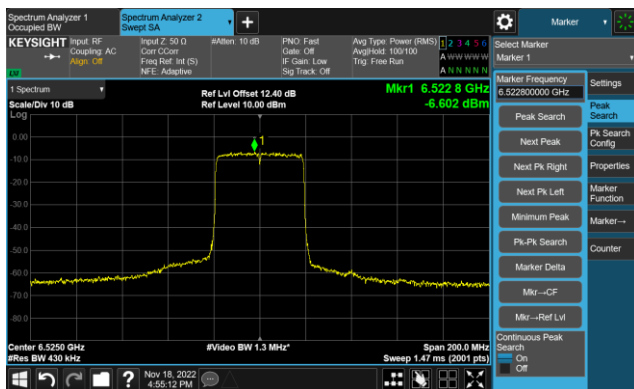 Spectrum Analyzer 1
Occupied BW
Spectrum Analyzer 2
Swept SA
Marker
KEYSIGHT
Input: RF
Coupling: AC
Align: Off
Input Z: 50 Ω
Corr CCorr
Freq Ref: Int (S)
NFE: Adaptive
#Atten: 10 dB
PNO: Fast
Gate: Off
IF Gain: Low
Sig Track: Off
Avg Type: Power (RMS)
Avg|Hold: 100/100
Trig: Free Run
1 2 3 4 5 6
A W W W W W
A N N N N N
LXI
Select Marker
Marker 1
1 Spectrum
Scale/Div 10 dB
Log
Ref Lvl Offset 12.40 dB
Ref Level 10.00 dBm
Mkr1 6.522 8 GHz
-6.602 dBm
1
0.00
-10.0
-20.0
-30.0
-40.0
-50.0
-60.0
-70.0
-80.0
Center 6.5250 GHz
#Res BW 430 kHz
#Video BW 1.3 MHz*
Span 200.0 MHz
Sweep 1.47 ms (2001 pts)
Marker Frequency
6.522800000 GHz
Peak Search
Next Peak
Next Pk Right
Next Pk Left
Minimum Peak
Pk-Pk Search
Marker Delta
Mkr→CF
Mkr→Ref Lvl
Continuous Peak
Search
On
Off
Settings
Peak
Search
Pk Search
Config
Properties
Marker
Function
Marker→
Counter
?
Nov 18, 2022
4:55:12 PM